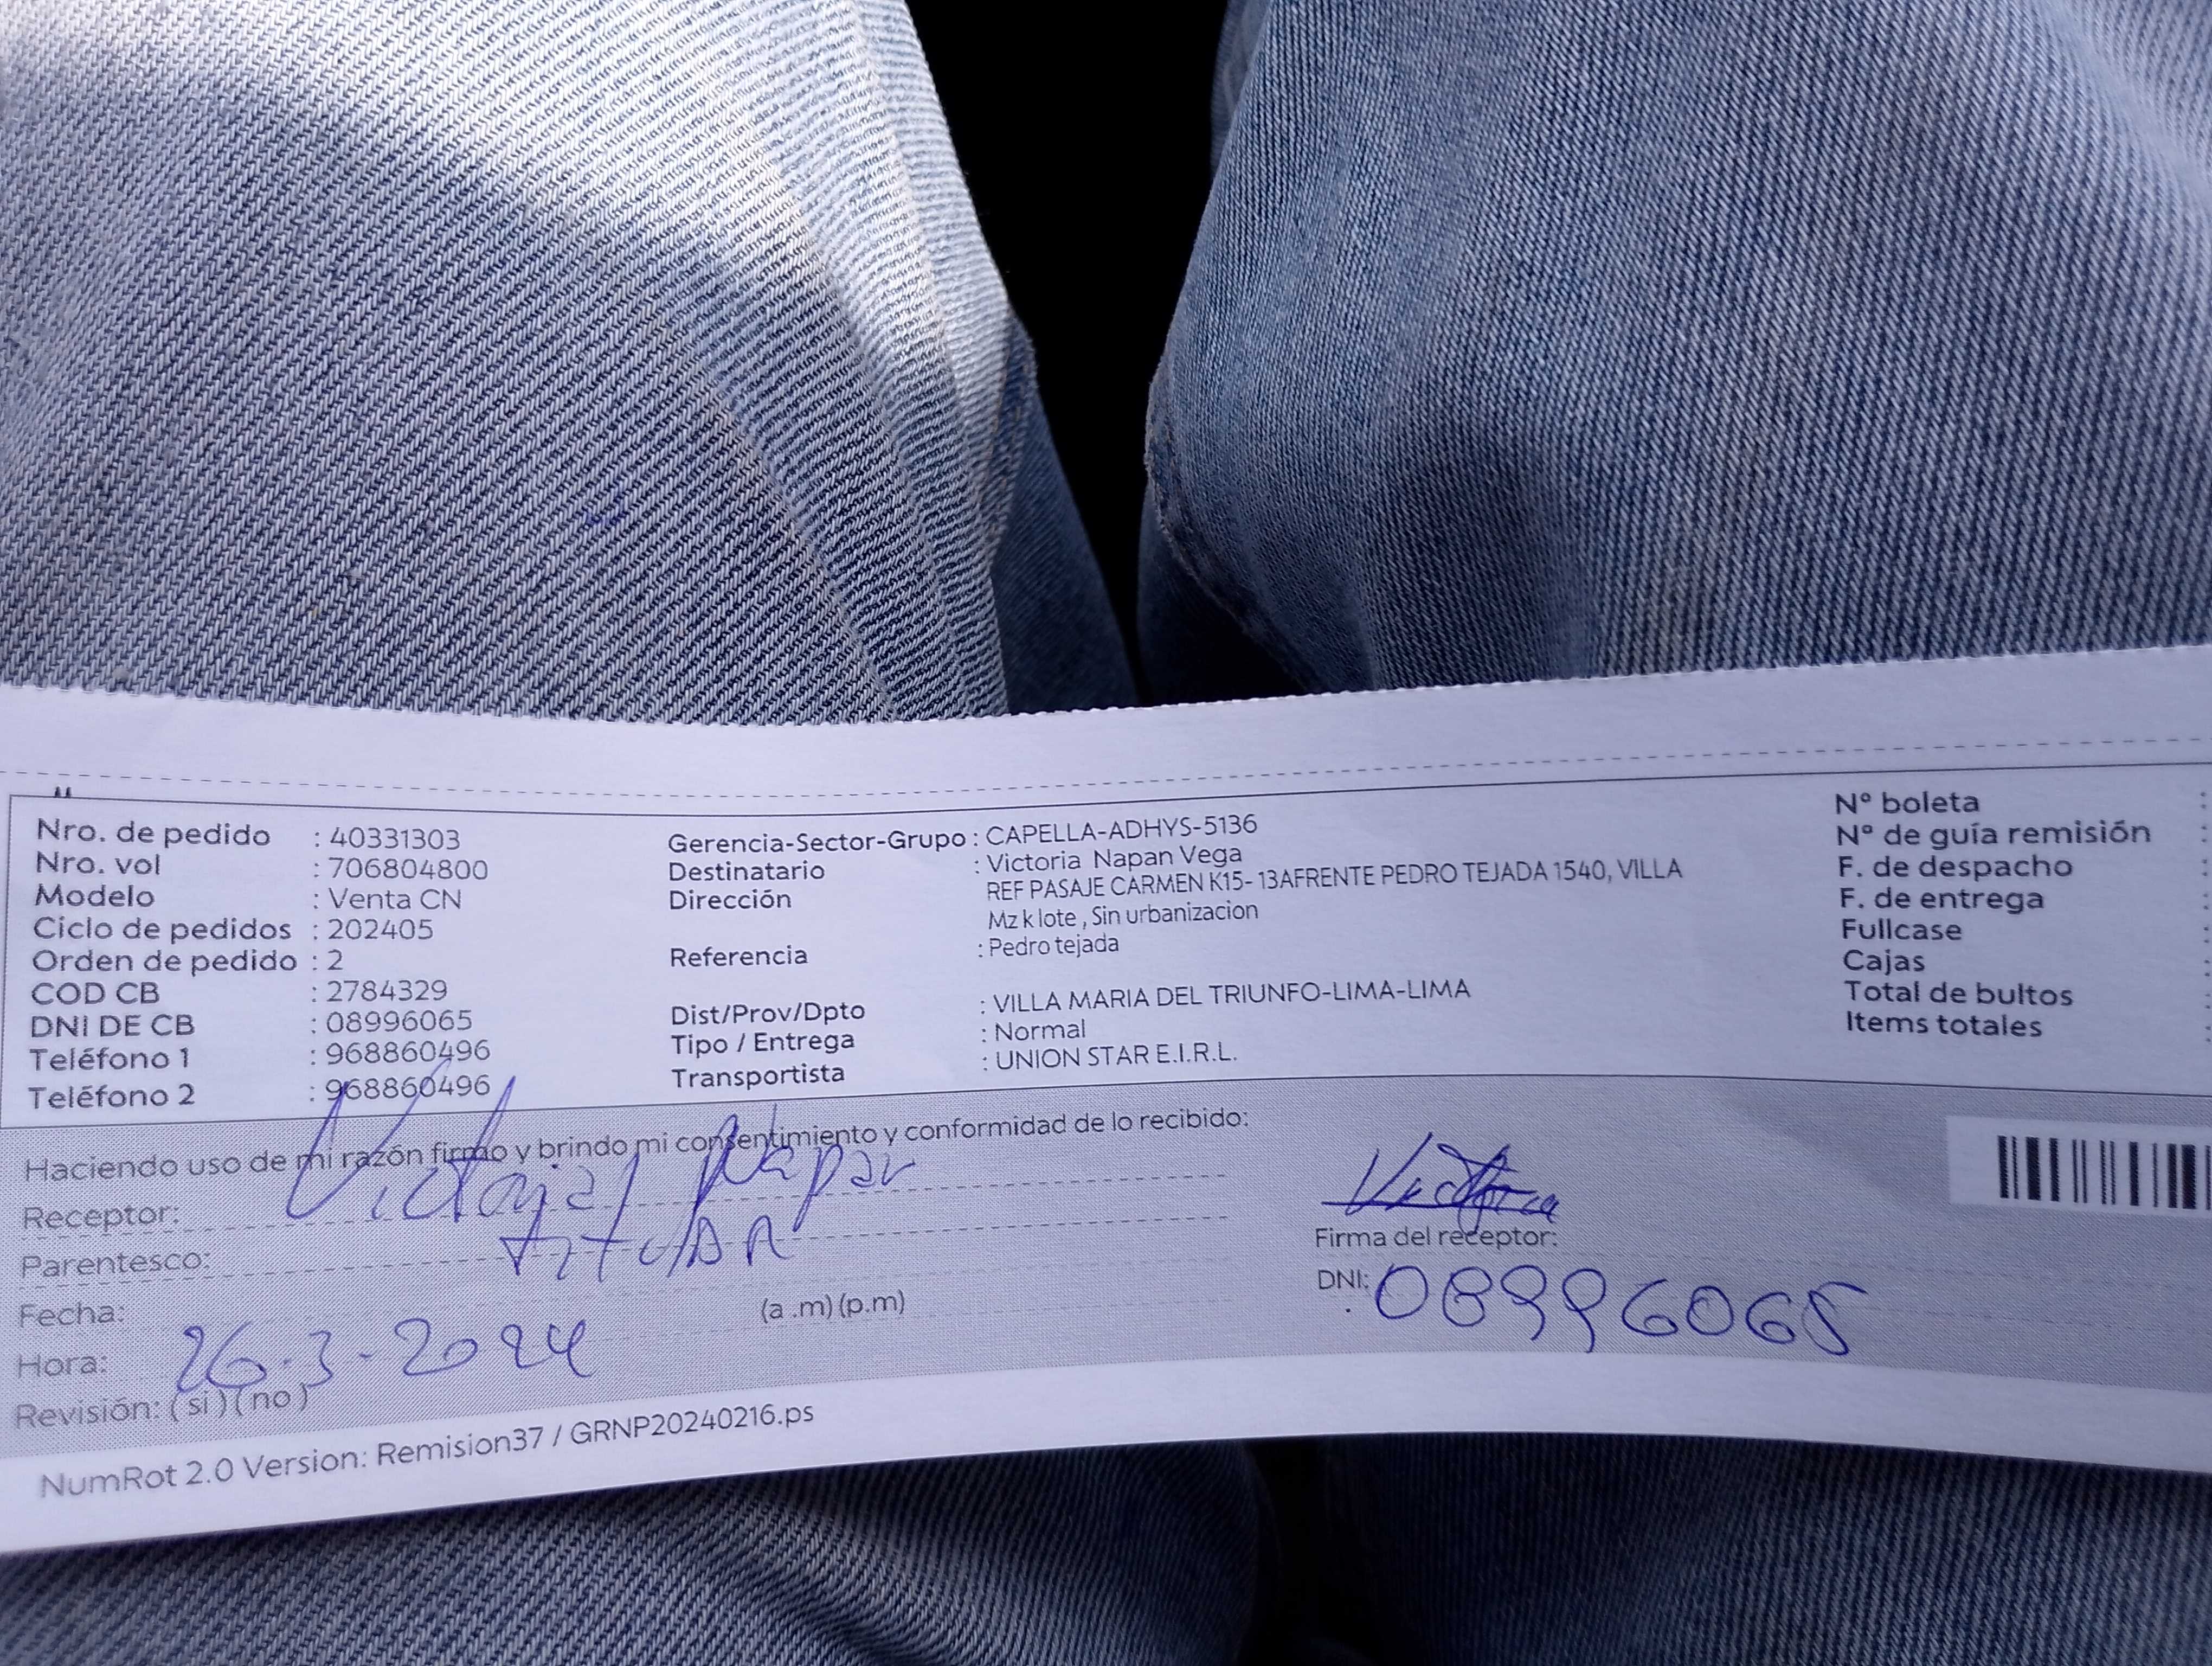 Nro. de pedido : 40331303
Nro. vol : 706804800
Modelo : Venta CN
Ciclo de pedidos : 202405
Orden de pedido : 2
COD CB : 2784329
DNI DE CB : 08996065
Teléfono 1 : 968860496
Teléfono 2 : 968860496
Gerencia-Sector-Grupo : CAPELLA-ADHYS-5136
Destinatario : Victoria Napan Vega
Dirección REF PASAJE CARMEN K15- 13AFRENTE PEDRO TEJADA 1540, VILLA
Mz k lote , Sin urbanizacion
Referencia : Pedro tejada
Dist/Prov/Dpto : VILLA MARIA DEL TRIUNFO-LIMA-LIMA
Tipo / Entrega : Normal
Transportista : UNION STAR E.I.R.L.
N° boleta :
N° de guía remisión :
F. de despacho :
F. de entrega :
Fullcase :
Cajas :
Total de bultos :
Items totales :
Haciendo uso de mi razón firmo y brindo mi consentimiento y conformidad de lo recibido:
Receptor: Napan
Parentesco: titular
Fecha: (a .m) (p.m)
Hora: 26-3-2024
Revisión: ( si ) ( no )
Victoria
Firma del receptor:
DNI: 08996065
NumRot 2.0 Version: Remision37 / GRNP20240216.ps